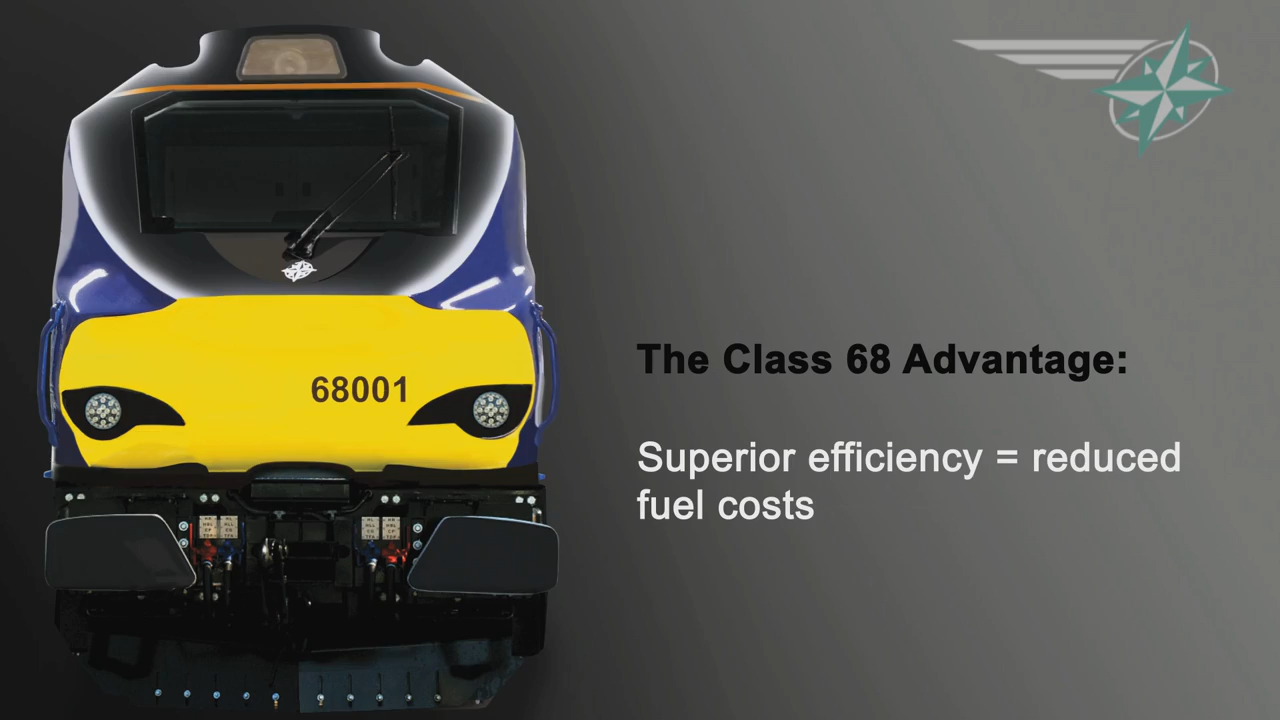 68001
The Class 68 Advantage:
Superior efficiency = reduced
fuel costs